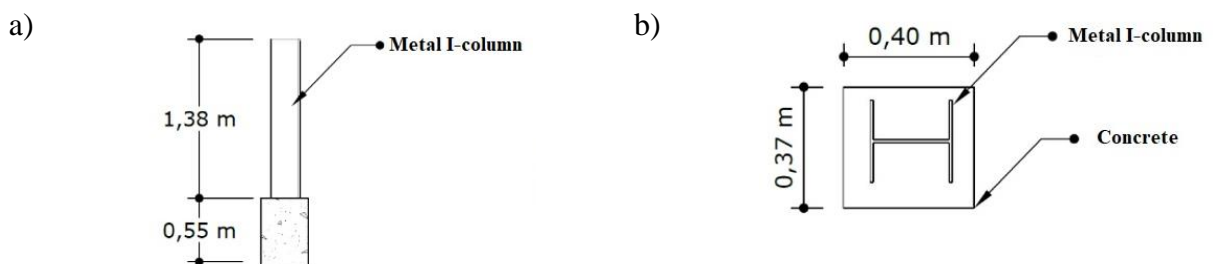 a)
Metal I-column
1,38 m
0,55 m
b)
0,40 m
Metal I-column
0,37 m
Concrete